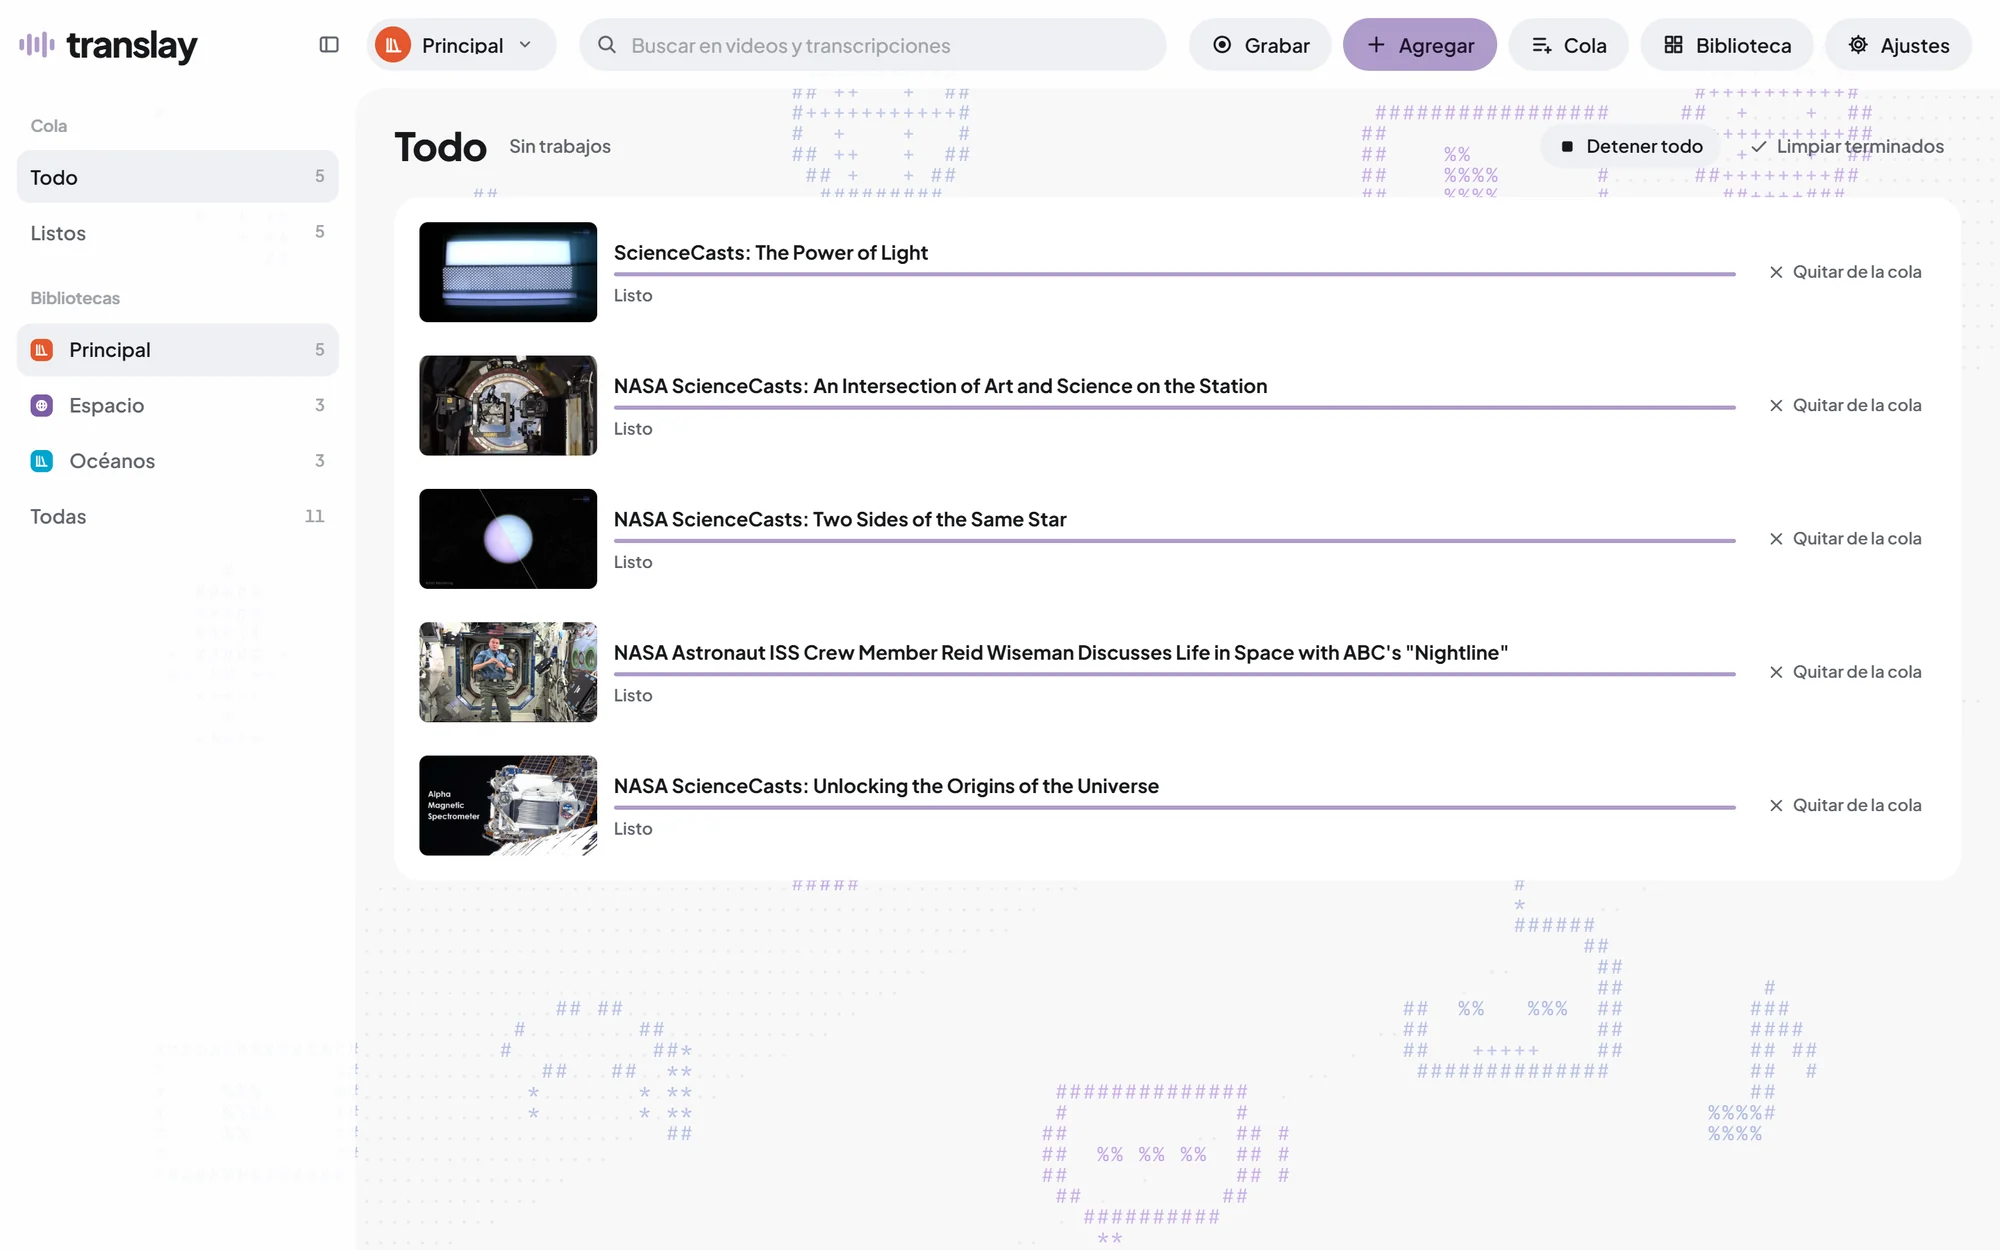 translay
Principal
Buscar en videos y transcripciones
Grabar
Agregar
Cola
Biblioteca
Ajustes
Cola
Todo 5
Listos 5
Bibliotecas
Principal 5
Espacio 3
Océanos 3
Todas 11
Todo
Sin trabajos
Detener todo
Limpiar terminados
ScienceCasts: The Power of Light
Listo
Quitar de la cola
NASA ScienceCasts: An Intersection of Art and Science on the Station
Listo
Quitar de la cola
NASA ScienceCasts: Two Sides of the Same Star
Listo
Quitar de la cola
NASA Astronaut ISS Crew Member Reid Wiseman Discusses Life in Space with ABC's "Nightline"
Listo
Quitar de la cola
Alpha
Magnetic
Spectrometer
NASA ScienceCasts: Unlocking the Origins of the Universe
Listo
Quitar de la cola